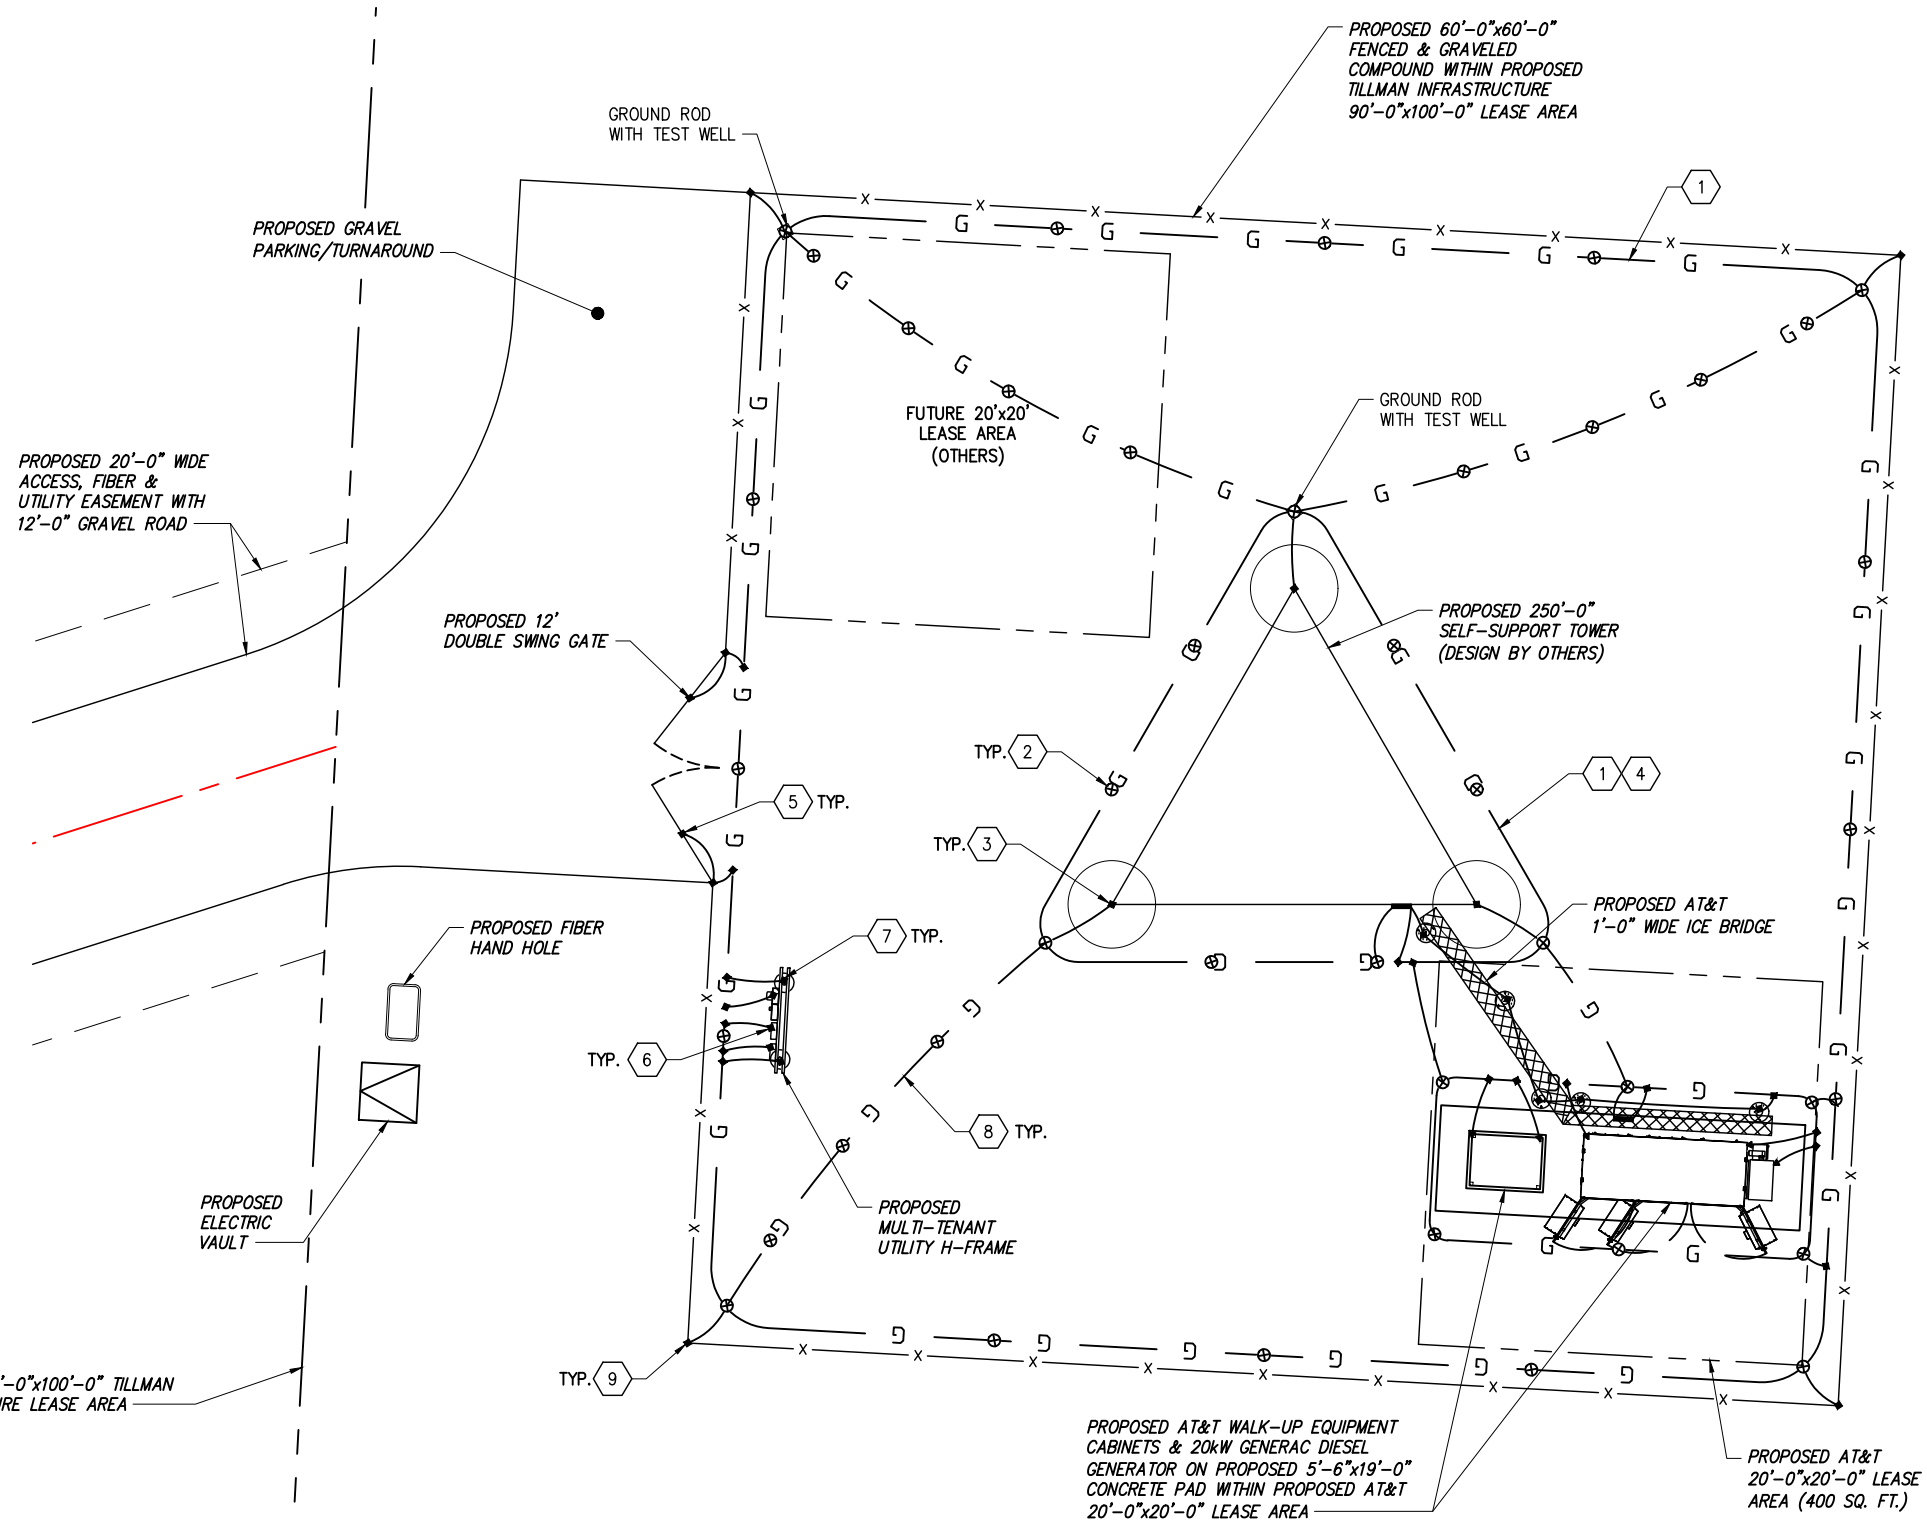 PROPOSED 60'-0"x60'-0"
FENCED & GRAVELED
COMPOUND WITHIN PROPOSED
TILLMAN INFRASTRUCTURE
90'-0"x100'-0" LEASE AREA
GROUND ROD
WITH TEST WELL
1
PROPOSED GRAVEL
PARKING/TURNAROUND
GROUND ROD
WITH TEST WELL
FUTURE 20'x20'
LEASE AREA
(OTHERS)
PROPOSED 20'-0" WIDE
ACCESS, FIBER &
UTILITY EASEMENT WITH
12'-0" GRAVEL ROAD
PROPOSED 12'
DOUBLE SWING GATE
PROPOSED 250'-0"
SELF-SUPPORT TOWER
(DESIGN BY OTHERS)
TYP. 2
1 4
5 TYP.
TYP. 3
PROPOSED AT&T
1'-0" WIDE ICE BRIDGE
PROPOSED FIBER
HAND HOLE
7 TYP.
TYP. 6
8 TYP.
PROPOSED
ELECTRIC
VAULT
PROPOSED
MULTI-TENANT
UTILITY H-FRAME
TYP. 9
'-0"x100'-0" TILLMAN
URE LEASE AREA
PROPOSED AT&T WALK-UP EQUIPMENT
CABINETS & 20kW GENERAC DIESEL
GENERATOR ON PROPOSED 5'-6"x19'-0"
CONCRETE PAD WITHIN PROPOSED AT&T
20'-0"x20'-0" LEASE AREA
PROPOSED AT&T
20'-0"x20'-0" LEASE
AREA (400 SQ. FT.)